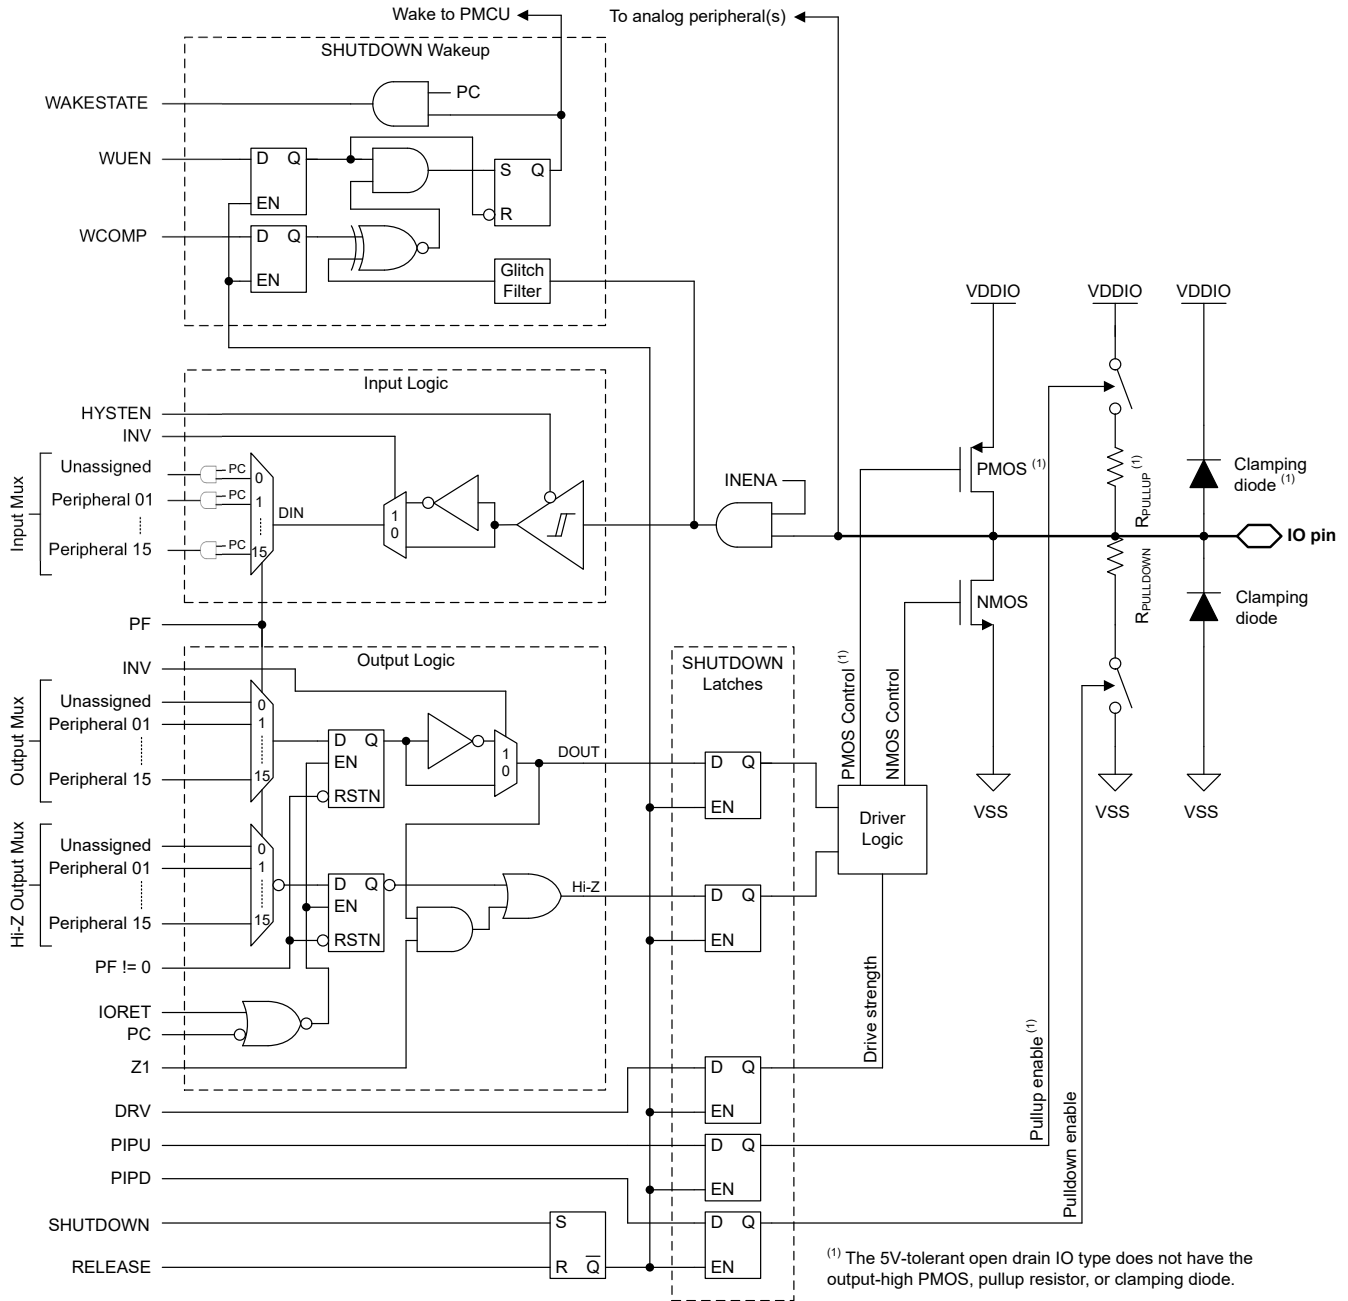 Wake to PMCU
To analog peripheral(s)
SHUTDOWN Wakeup
WAKESTATE
PC
WUEN
D Q
EN
S Q
R
WCOMP
D Q
EN
Glitch
Filter
VDDIO
VDDIO
VDDIO
Input Logic
HYSTEN
INV
Input Mux
Unassigned
PC
0
Peripheral 01
PC
1
Peripheral 15
PC
15
DIN
1
0
INENA
PMOS (1)
RPULLUP (1)
Clamping
diode (1)
IO pin
RPULLDOWN
NMOS
Clamping
diode
PF
INV
Output Logic
SHUTDOWN
Latches
PMOS Control (1)
NMOS Control
Output Mux
Unassigned
0
Peripheral 01
1
Peripheral 15
15
D Q
EN
RSTN
1
0
DOUT
D Q
EN
Driver
Logic
VSS
VSS
VSS
Hi-Z Output Mux
Unassigned
0
Peripheral 01
1
Peripheral 15
15
D Q
EN
RSTN
Hi-Z
D Q
EN
PF != 0
IORET
PC
Z1
Drive strength
D Q
EN
DRV
PIPU
D Q
EN
Pullup enable (1)
Pulldown enable
PIPD
SHUTDOWN
S
D Q
RELEASE
R Q
EN
(1) The 5V-tolerant open drain IO type does not have the
output-high PMOS, pullup resistor, or clamping diode.